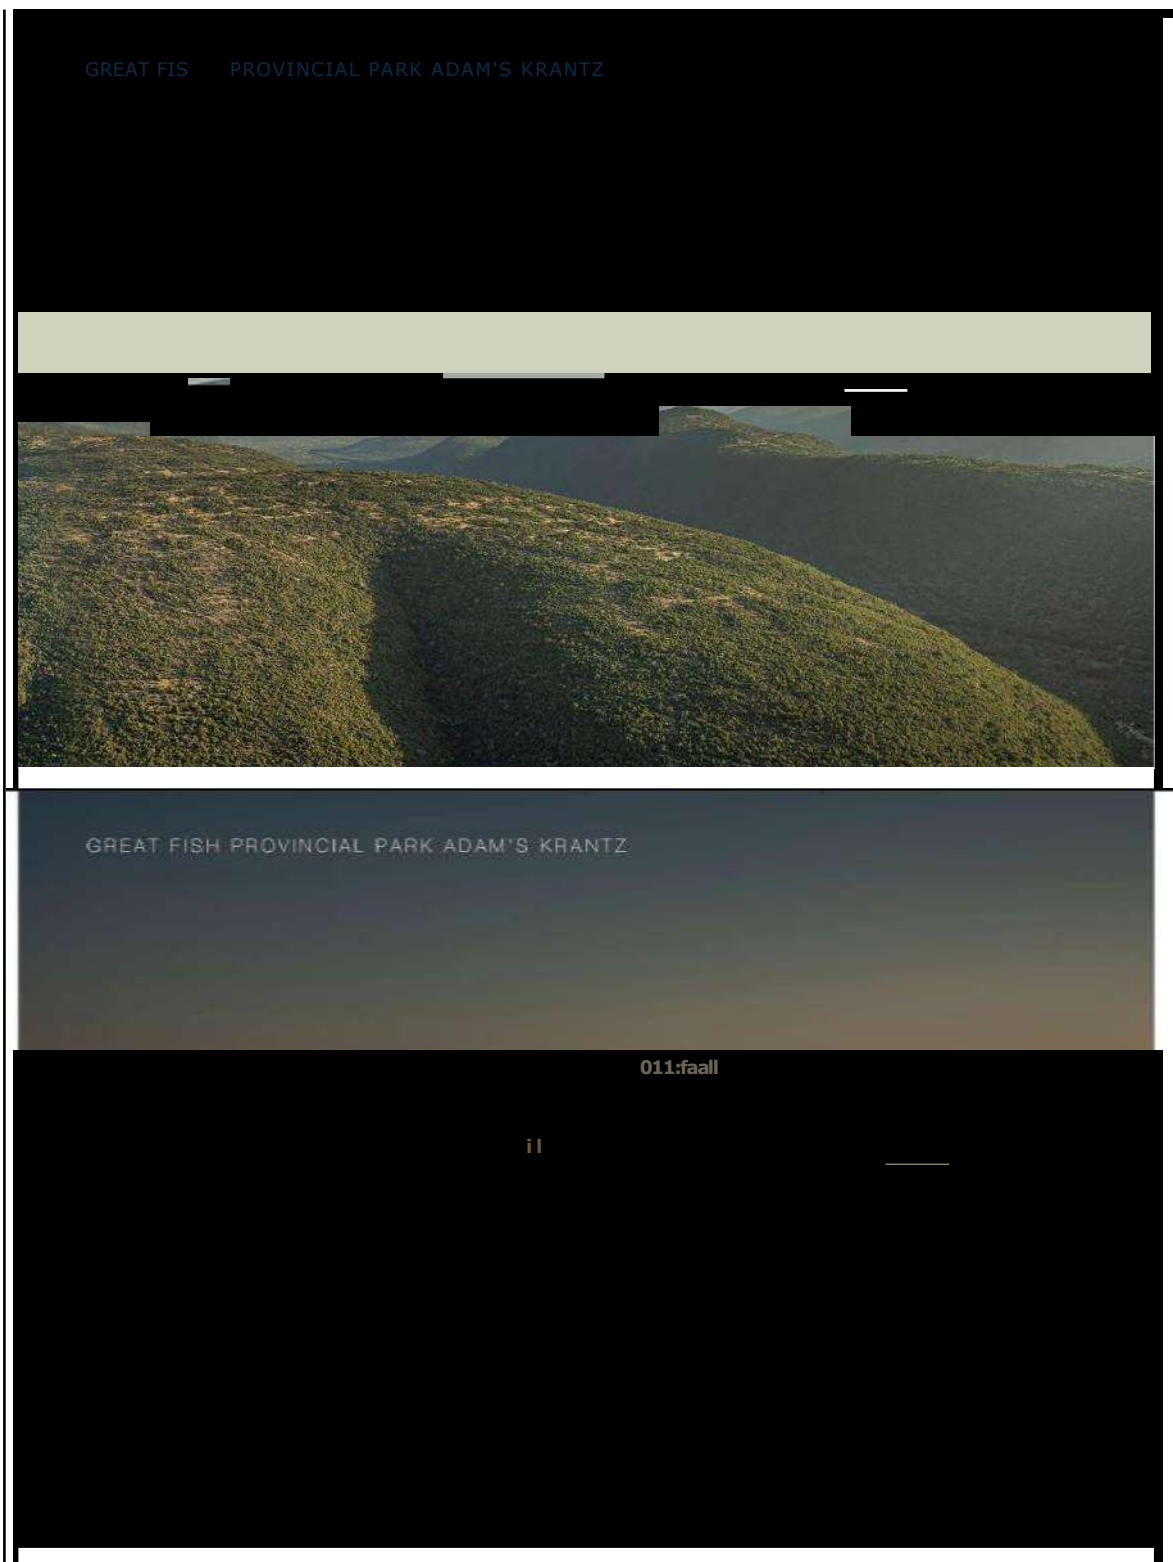 GREAT FIS PROVINCIAL PARK ADAM'S KRANTZ
GREAT FISH PROVINCIAL PARK ADAM'S KRANTZ
011:faall
i l